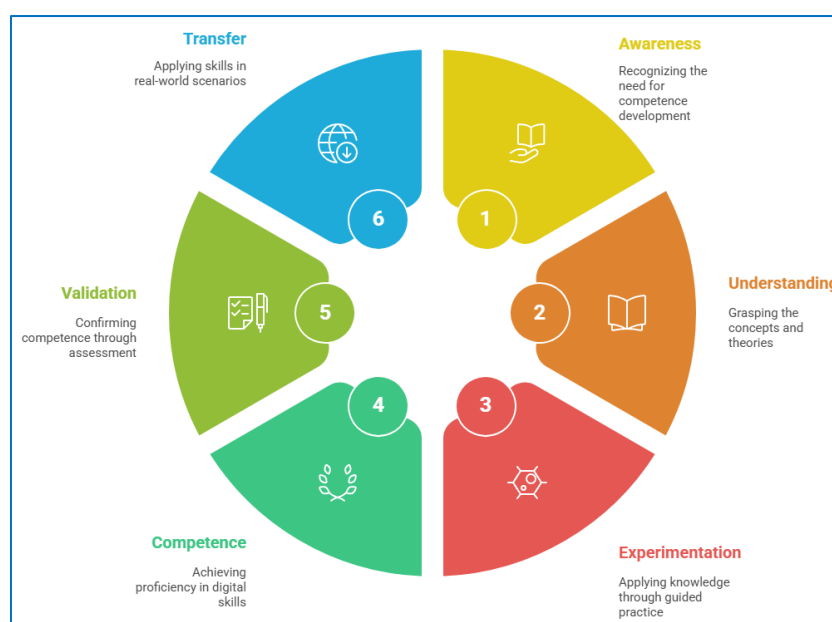 Transfer
Applying skills in
real-world scenarios
Awareness
Recognizing the
need for
competence
development
6
1
Validation
Confirming
competence through
assessment
5
2
Understanding
Grasping the
concepts and
theories
4
3
Competence
Achieving
proficiency in digital
skills
Experimentation
Applying knowledge
through guided
practice